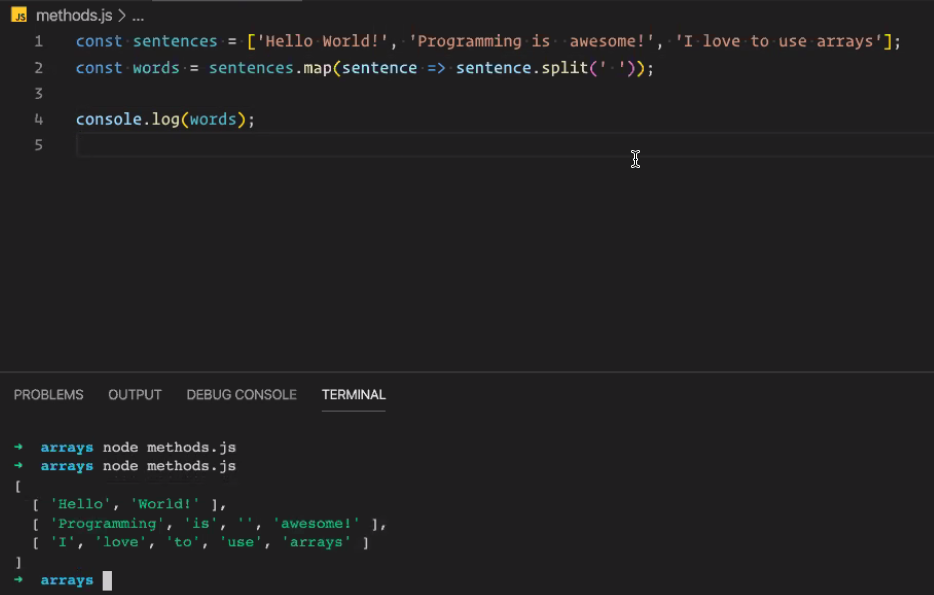 JS methods.js > ...
1 const sentences = ['Hello World!', 'Programming is  awesome!', 'I love to use arrays'];
2 const words = sentences.map(sentence => sentence.split(' '));
3
4 console.log(words);
5
PROBLEMS OUTPUT DEBUG CONSOLE TERMINAL
➜ arrays node methods.js
➜ arrays node methods.js
[
  [ 'Hello', 'World!' ],
  [ 'Programming', 'is', '', 'awesome!' ],
  [ 'I', 'love', 'to', 'use', 'arrays' ]
]
➜ arrays